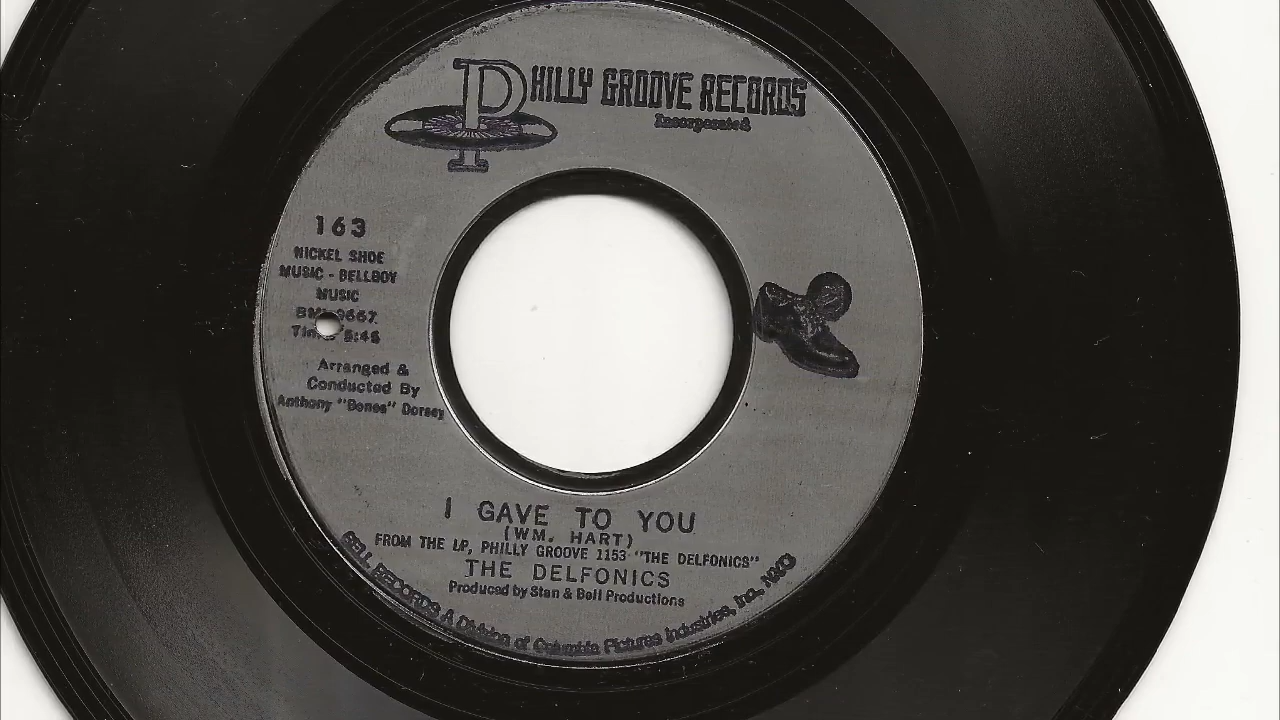 PHILLY GROOVE RECORDS
Incorporated
163
NICKEL SHOE
MUSIC - BELLBOY
MUSIC
Arranged &
Conducted By
Anthony "Bones" Dorsey
I GAVE TO YOU
(WM. HART)
FROM THE LP, PHILLY GROOVE 1153 "THE DELFONICS"
THE DELFONICS
Produced by Stan & Bell Productions
BELL RECORDS A Division of Columbia Pictures Industries, Inc,